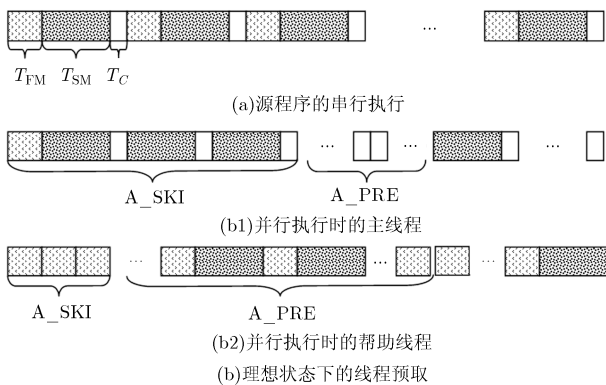 …
T_FM T_SM T_C
(a)源程序的串行执行
… … …
A_SKI A_PRE
(b1)并行执行时的主线程
… … …
A_SKI A_PRE
(b2)并行执行时的帮助线程
(b)理想状态下的线程预取